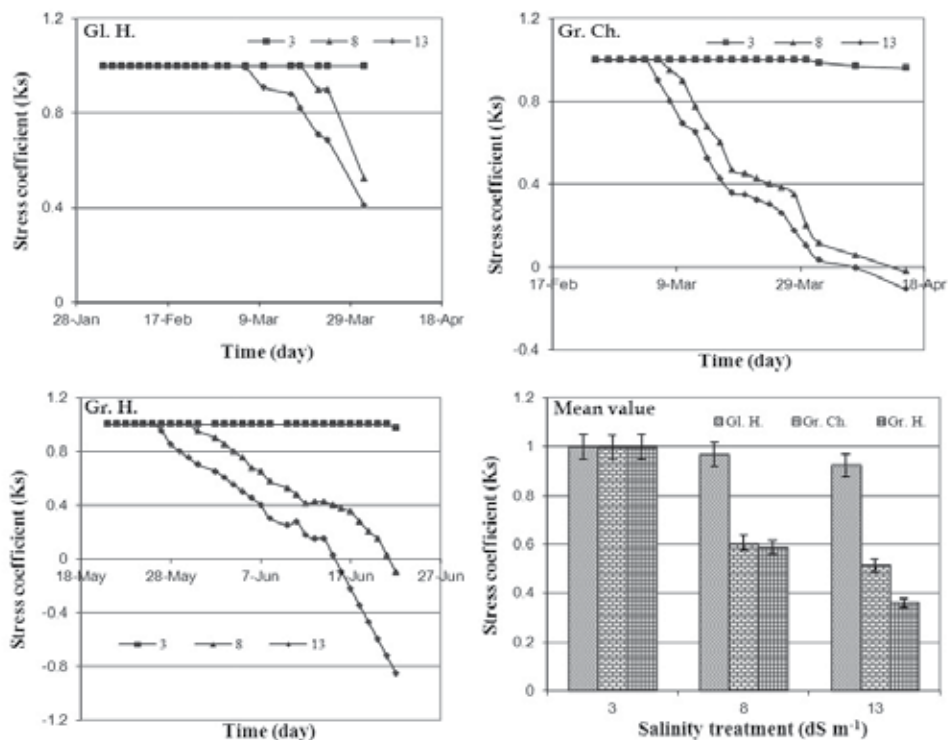 Gl. H.
3 8 13
Stress coefficient (Ks)
1.2
0.8
0.4
0
28-Jan 17-Feb 9-Mar 29-Mar 18-Apr
Time (day)
Gr. Ch.
3 8 13
Stress coefficient (Ks)
1.2
0.8
0.4
0
-0.4
17-Feb 9-Mar 29-Mar 18-Apr
Time (day)
Gr. H.
Stress coefficient (Ks)
1.2
0.8
0.4
0
-0.4
-0.8
-1.2
18-May 28-May 7-Jun 17-Jun 27-Jun
3 8 13
Time (day)
Mean value
Gl. H. Gr. Ch. Gr. H.
Stress coefficient (Ks)
1.2
1
0.8
0.6
0.4
0.2
0
3 8 13
Salinity treatment (dS m⁻¹)